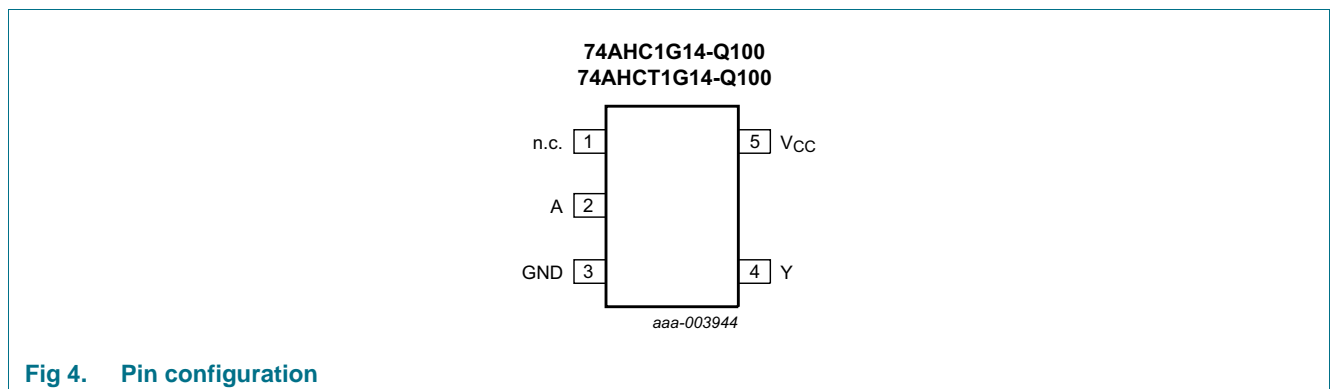 74AHC1G14-Q100
74AHCT1G14-Q100
n.c. 1
5 VCC
A 2
GND 3
4 Y
aaa-003944
Fig 4. Pin configuration